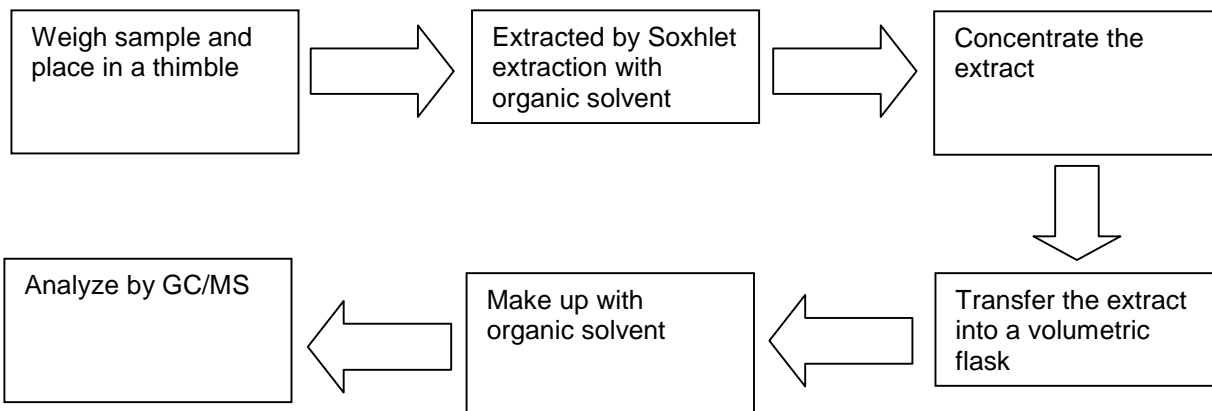 Weigh sample and
place in a thimble
Extracted by Soxhlet
extraction with
organic solvent
Concentrate the
extract
Transfer the extract
into a volumetric
flask
Make up with
organic solvent
Analyze by GC/MS